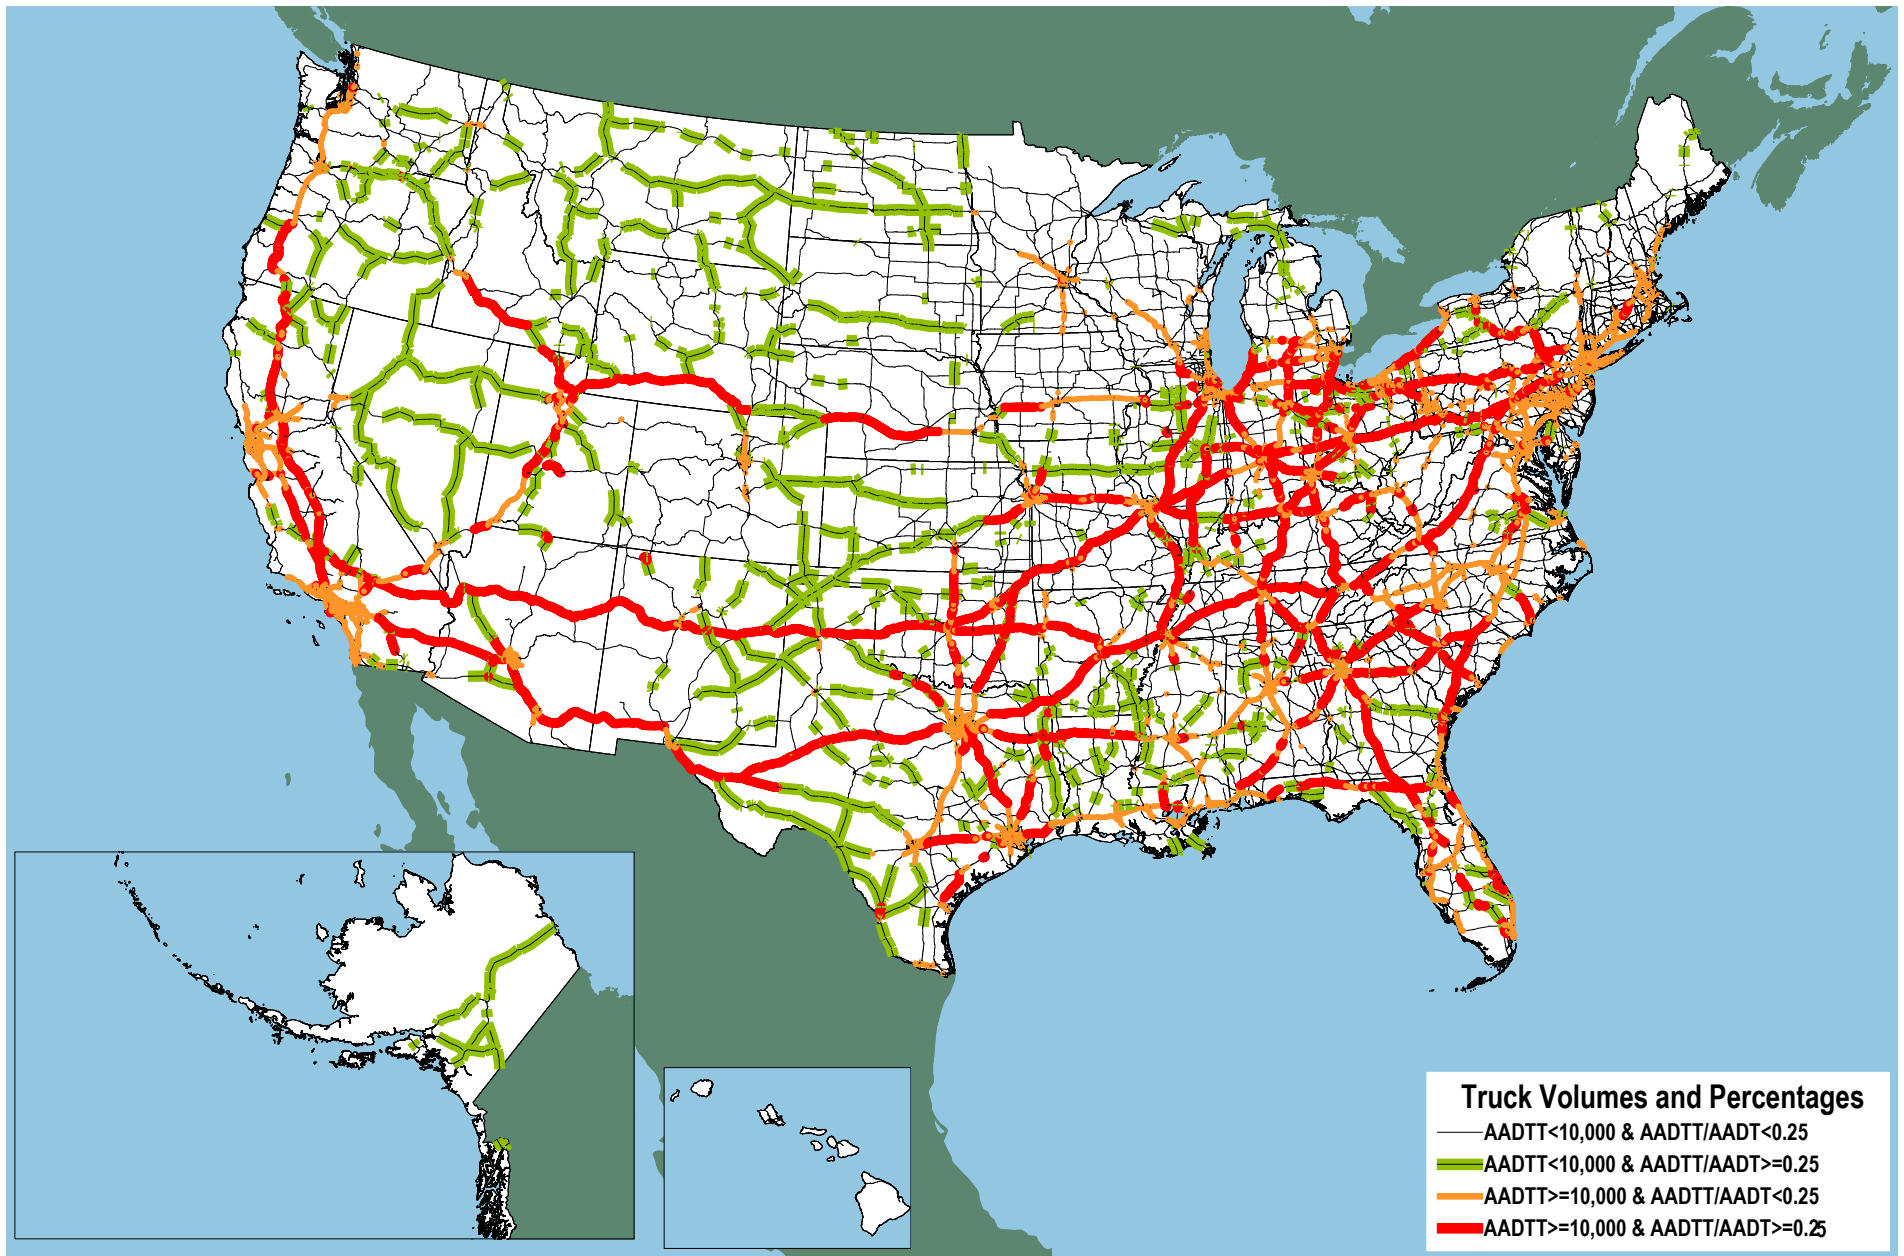 Truck Volumes and Percentages
AADTT<10,000 & AADTT/AADT<0.25
AADTT<10,000 & AADTT/AADT>=0.25
AADTT>=10,000 & AADTT/AADT<0.25
AADTT>=10,000 & AADTT/AADT>=0.25